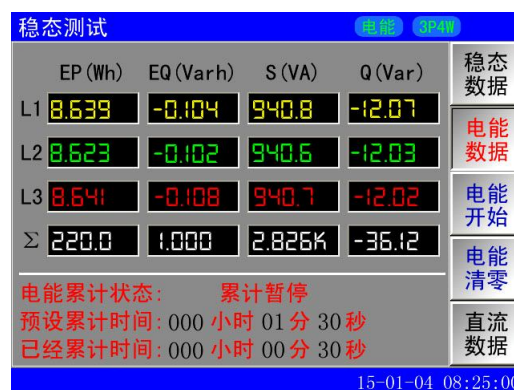 稳态测试 电能 3P4W
EP(Wh) EQ(Varh) S(VA) Q(Var)
L1 8.639 -0.104 940.8 -12.07
L2 8.623 -0.102 940.6 -12.03
L3 8.641 -0.108 940.7 -12.02
Σ 220.0 1.000 2.826K -36.12
电能累计状态: 累计暂停
预设累计时间:000 小时 01 分 30 秒
已经累计时间:000 小时 00 分 30 秒
稳态
数据
电能
数据
电能
开始
电能
清零
直流
数据
15-01-04 08:25:00